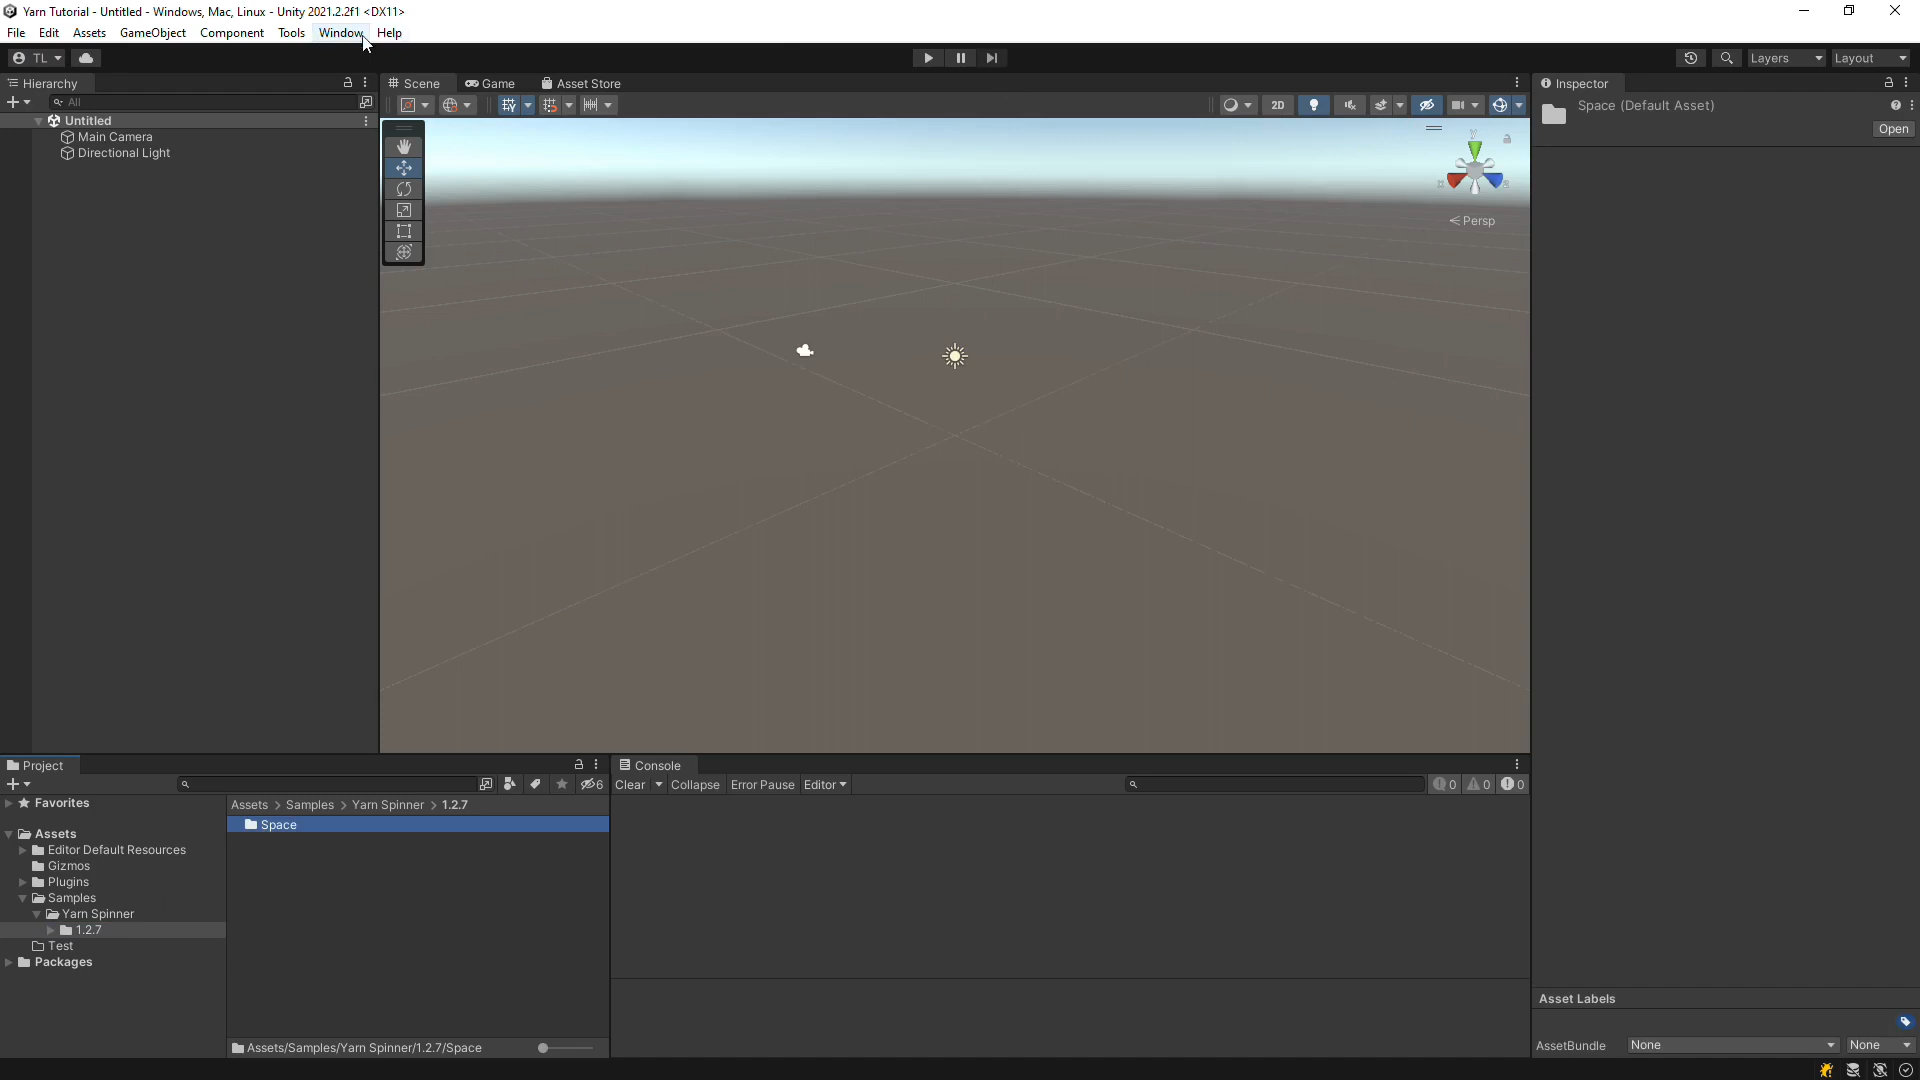 Yarn Tutorial - Untitled - Windows, Mac, Linux - Unity 2021.2.2f1 <DX11>
File Edit Assets GameObject Component Tools Window Help
TL Layers Layout
Hierarchy
All
Untitled
Main Camera
Directional Light
Scene Game Asset Store
2D
y
x z
Persp
Inspector
Space (Default Asset)
Open
Project
6
Favorites
Assets
Editor Default Resources
Gizmos
Plugins
Samples
Yarn Spinner
1.2.7
Test
Packages
Assets > Samples > Yarn Spinner > 1.2.7
Space
Assets/Samples/Yarn Spinner/1.2.7/Space
Console
Clear Collapse Error Pause Editor 0 0 0
Asset Labels
AssetBundle None None